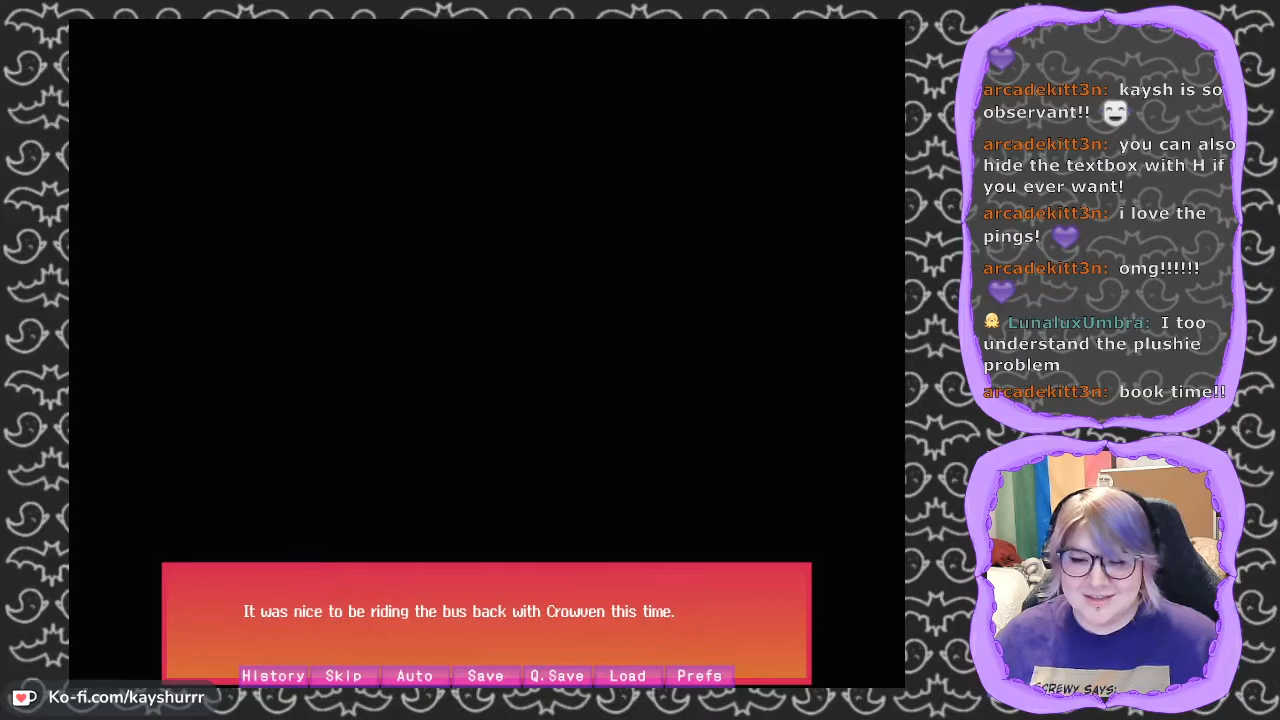 arcadekitt3n: kaysh is so
observant!!
arcadekitt3n: you can also
hide the textbox with H if
you ever want!
arcadekitt3n: i love the
pings!
arcadekitt3n: omg!!!!!!
LunaluxUmbra: I too
understand the plushie
problem
arcadekitt3n: book time!!
It was nice to be riding the bus back with Crowven this time.
History Skip Auto Save Q.Save Load Prefs
Ko-fi.com/kayshurrr
SCREWY SAYS: